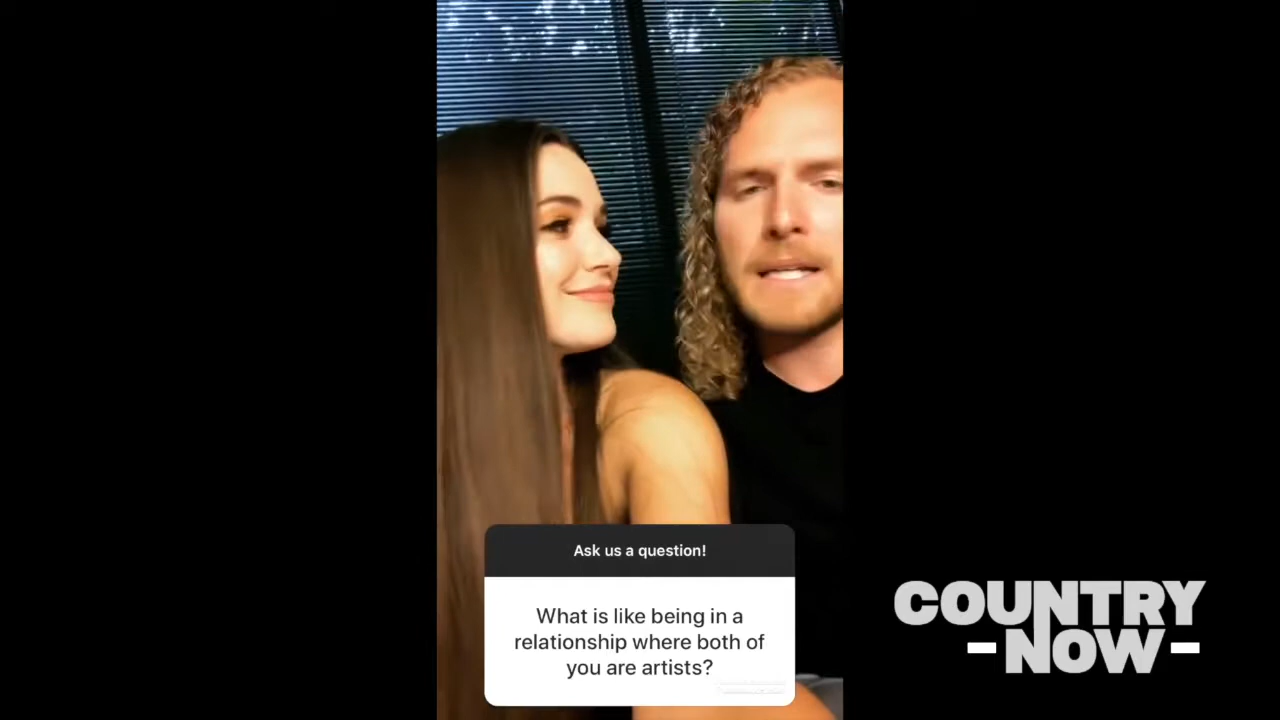 Ask us a question!
What is like being in a
relationship where both of
you are artists?
COUNTRY
NOW